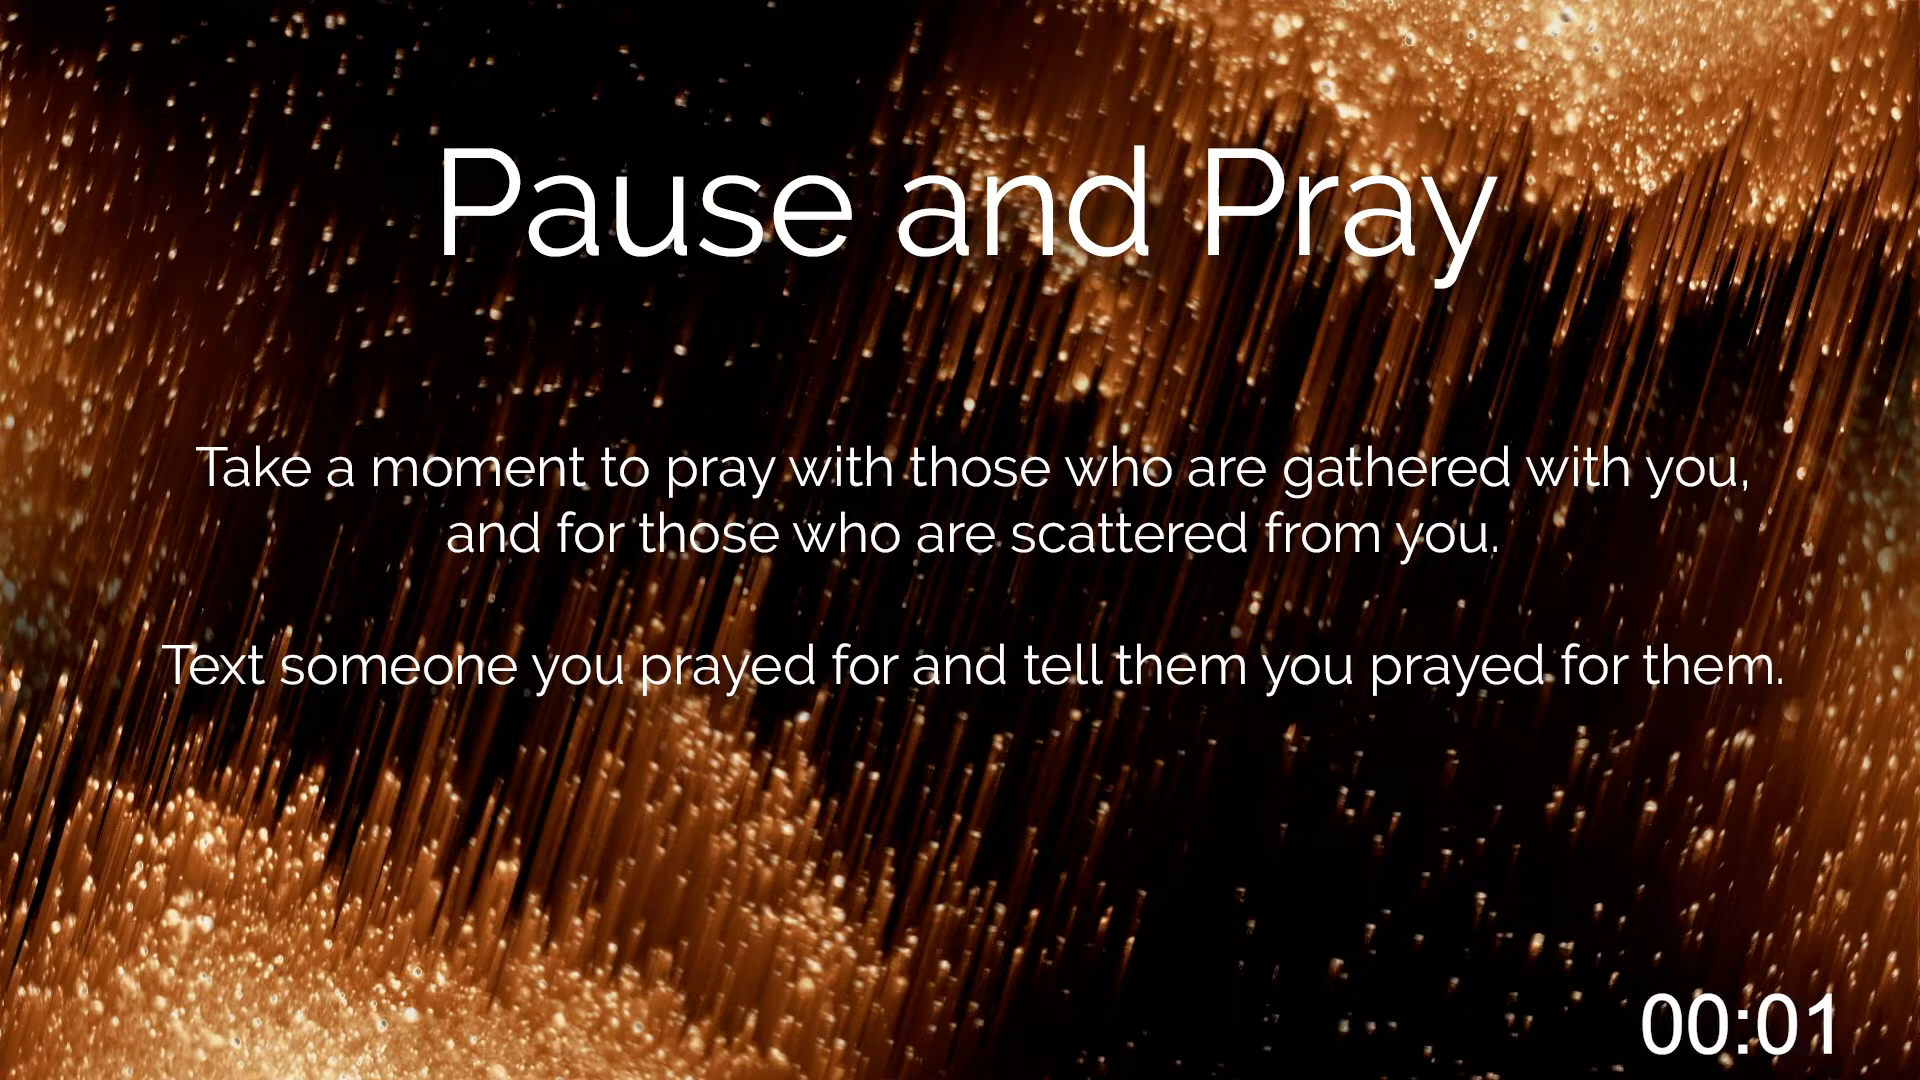 Pause and Pray
Take a moment to pray with those who are gathered with you,
and for those who are scattered from you.
Text someone you prayed for and tell them you prayed for them.
00:01